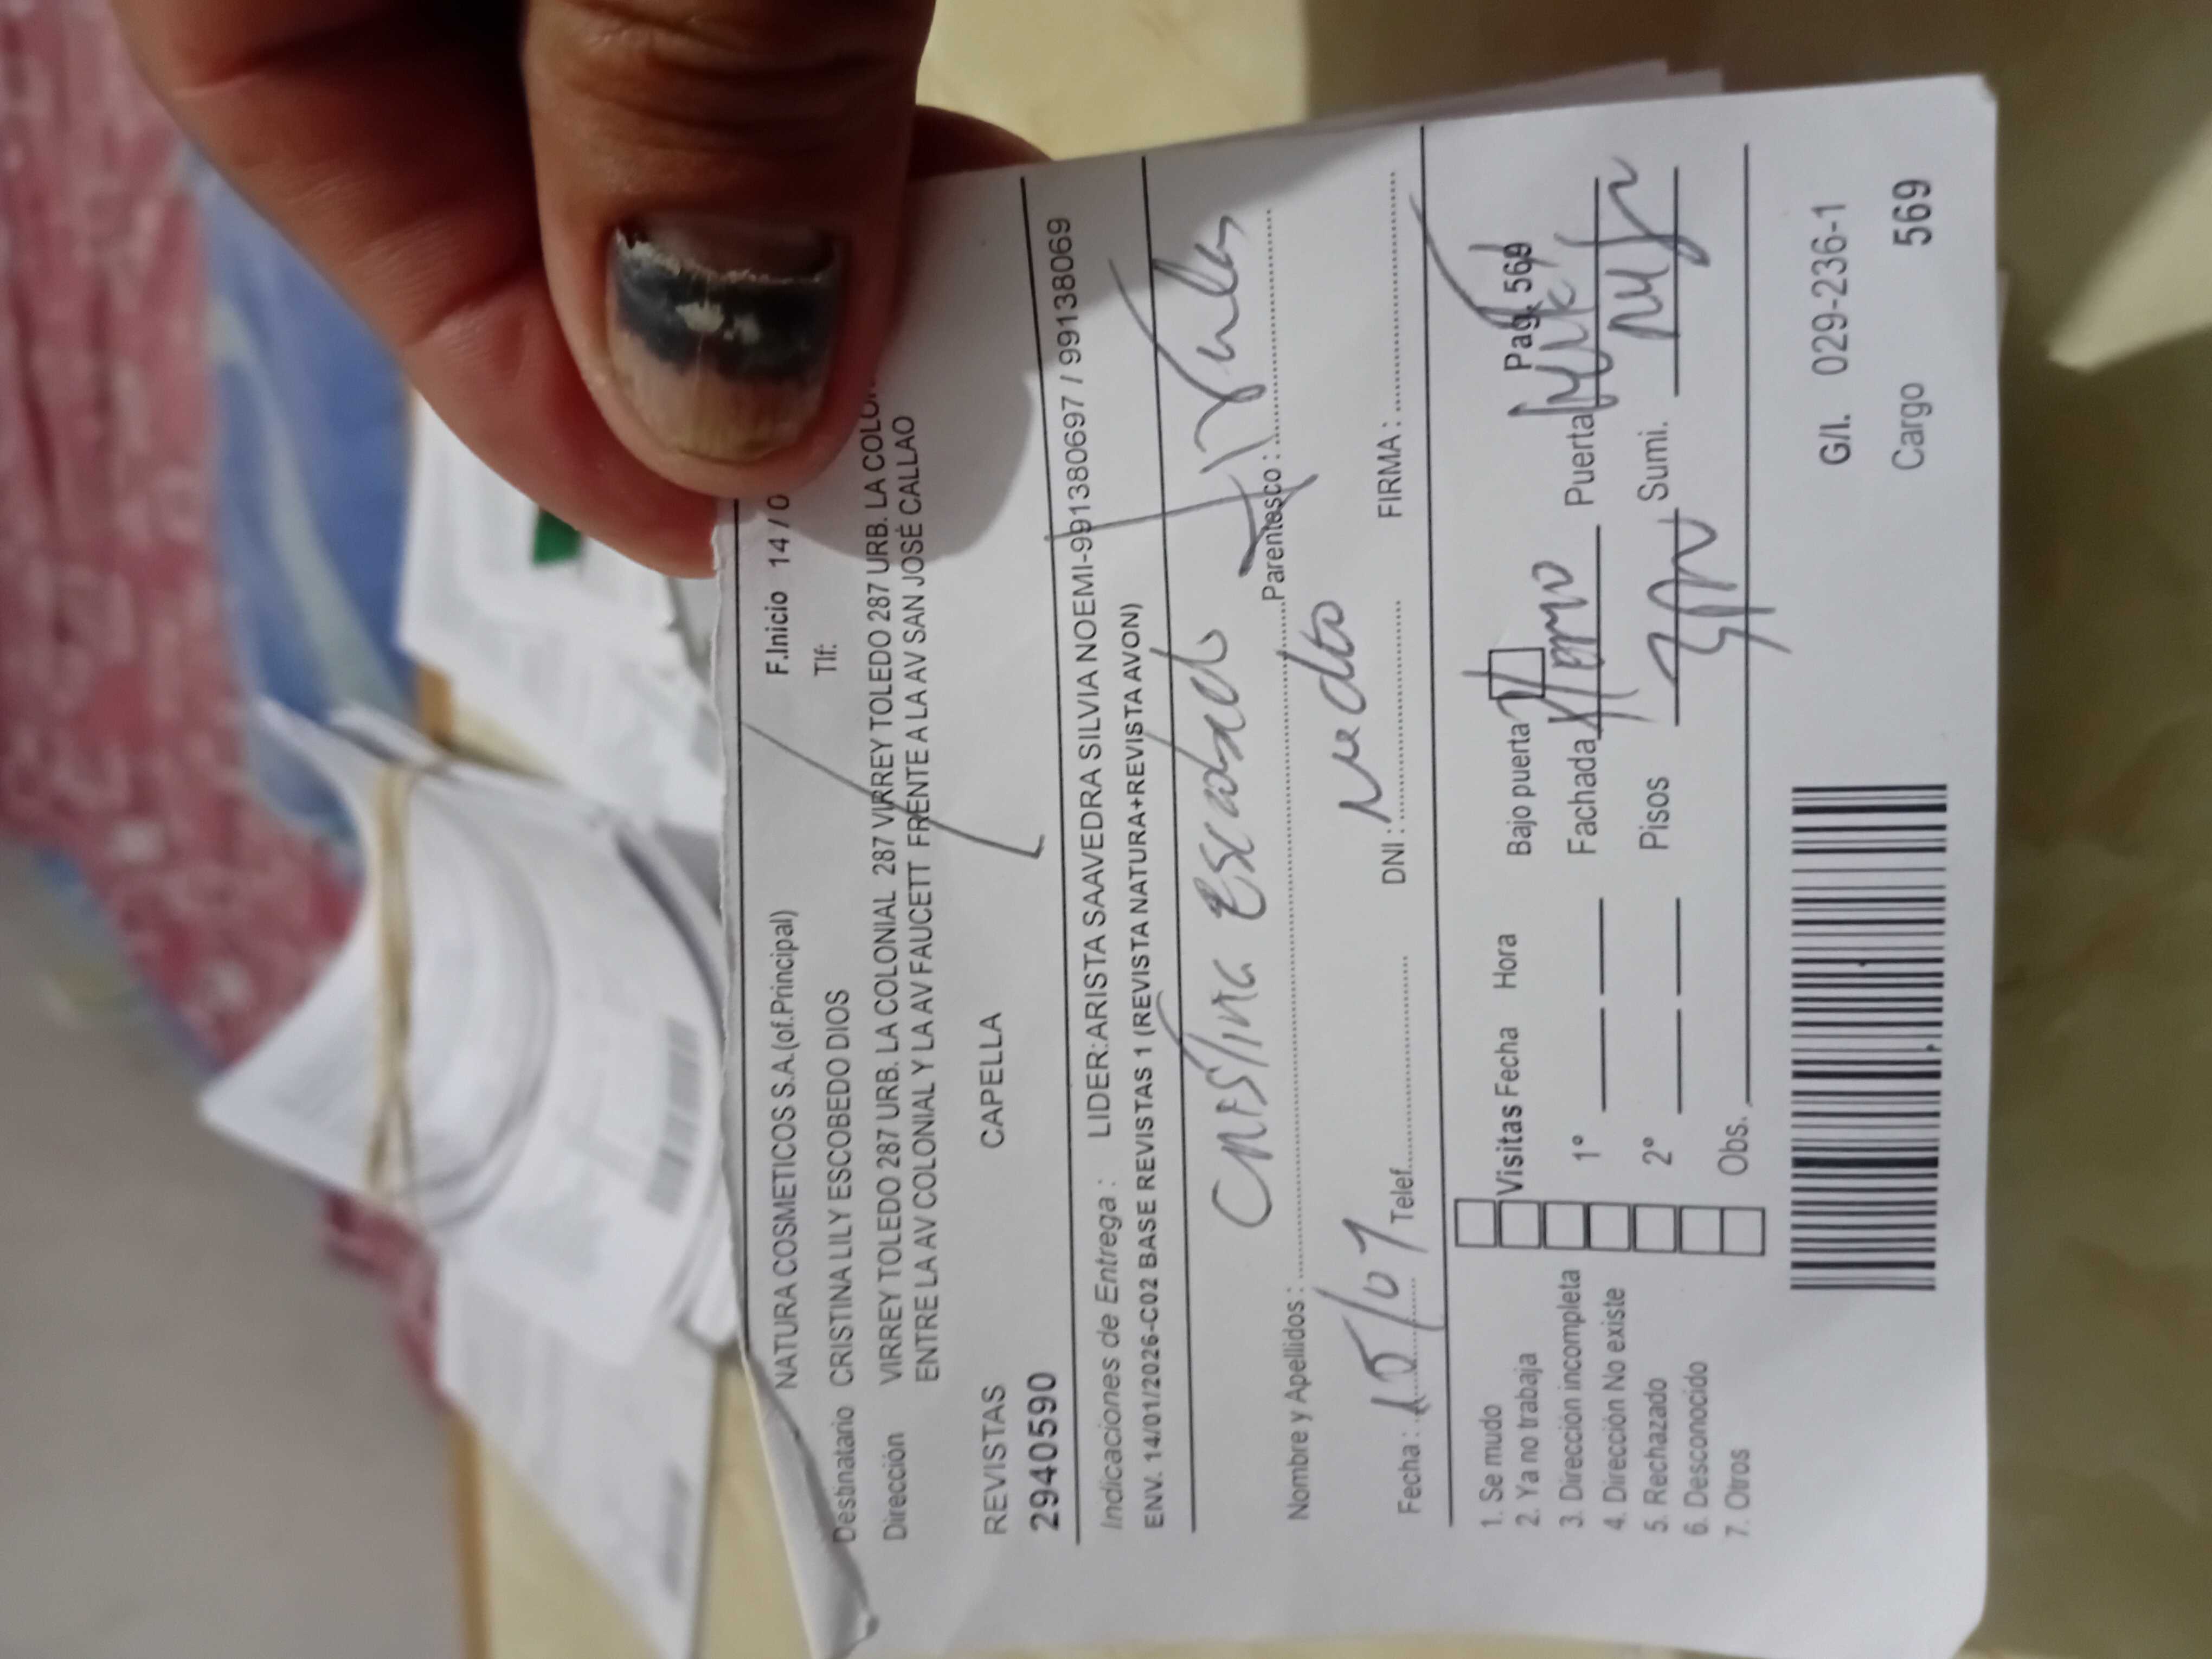 NATURA COSMETICOS S.A.(of.Principal) F.Inicio 14 / 0
Destinatario CRISTINA LILY ESCOBEDO DIOS Tlf:
Dirección VIRREY TOLEDO 287 URB. LA COLONIAL 287 VIRREY TOLEDO 287 URB. LA COLON
ENTRE LA AV COLONIAL Y LA AV FAUCETT FRENTE A LA AV SAN JOSÉ CALLAO
REVISTAS CAPELLA
2940590
Indicaciones de Entrega : LIDER:ARISTA SAAVEDRA SILVIA NOEMI-991380697 / 99138069
ENV. 14/01/2026-C02 BASE REVISTAS 1 (REVISTA NATURA+REVISTA AVON)
Cristina Escobedo
Nombre y Apellidos : Parentesco :
Fecha : 15/01 Telef. DNI : FIRMA :
Pag. 569
1. Se mudo
2. Ya no trabaja Visitas Fecha Hora Bajo puerta
3. Dirección incompleta 1° Fachada Puerta
4. Dirección No existe
5. Rechazado 2° Pisos Sumi.
6. Desconocido
7. Otros Obs.
G/I. 029-236-1
Cargo 569